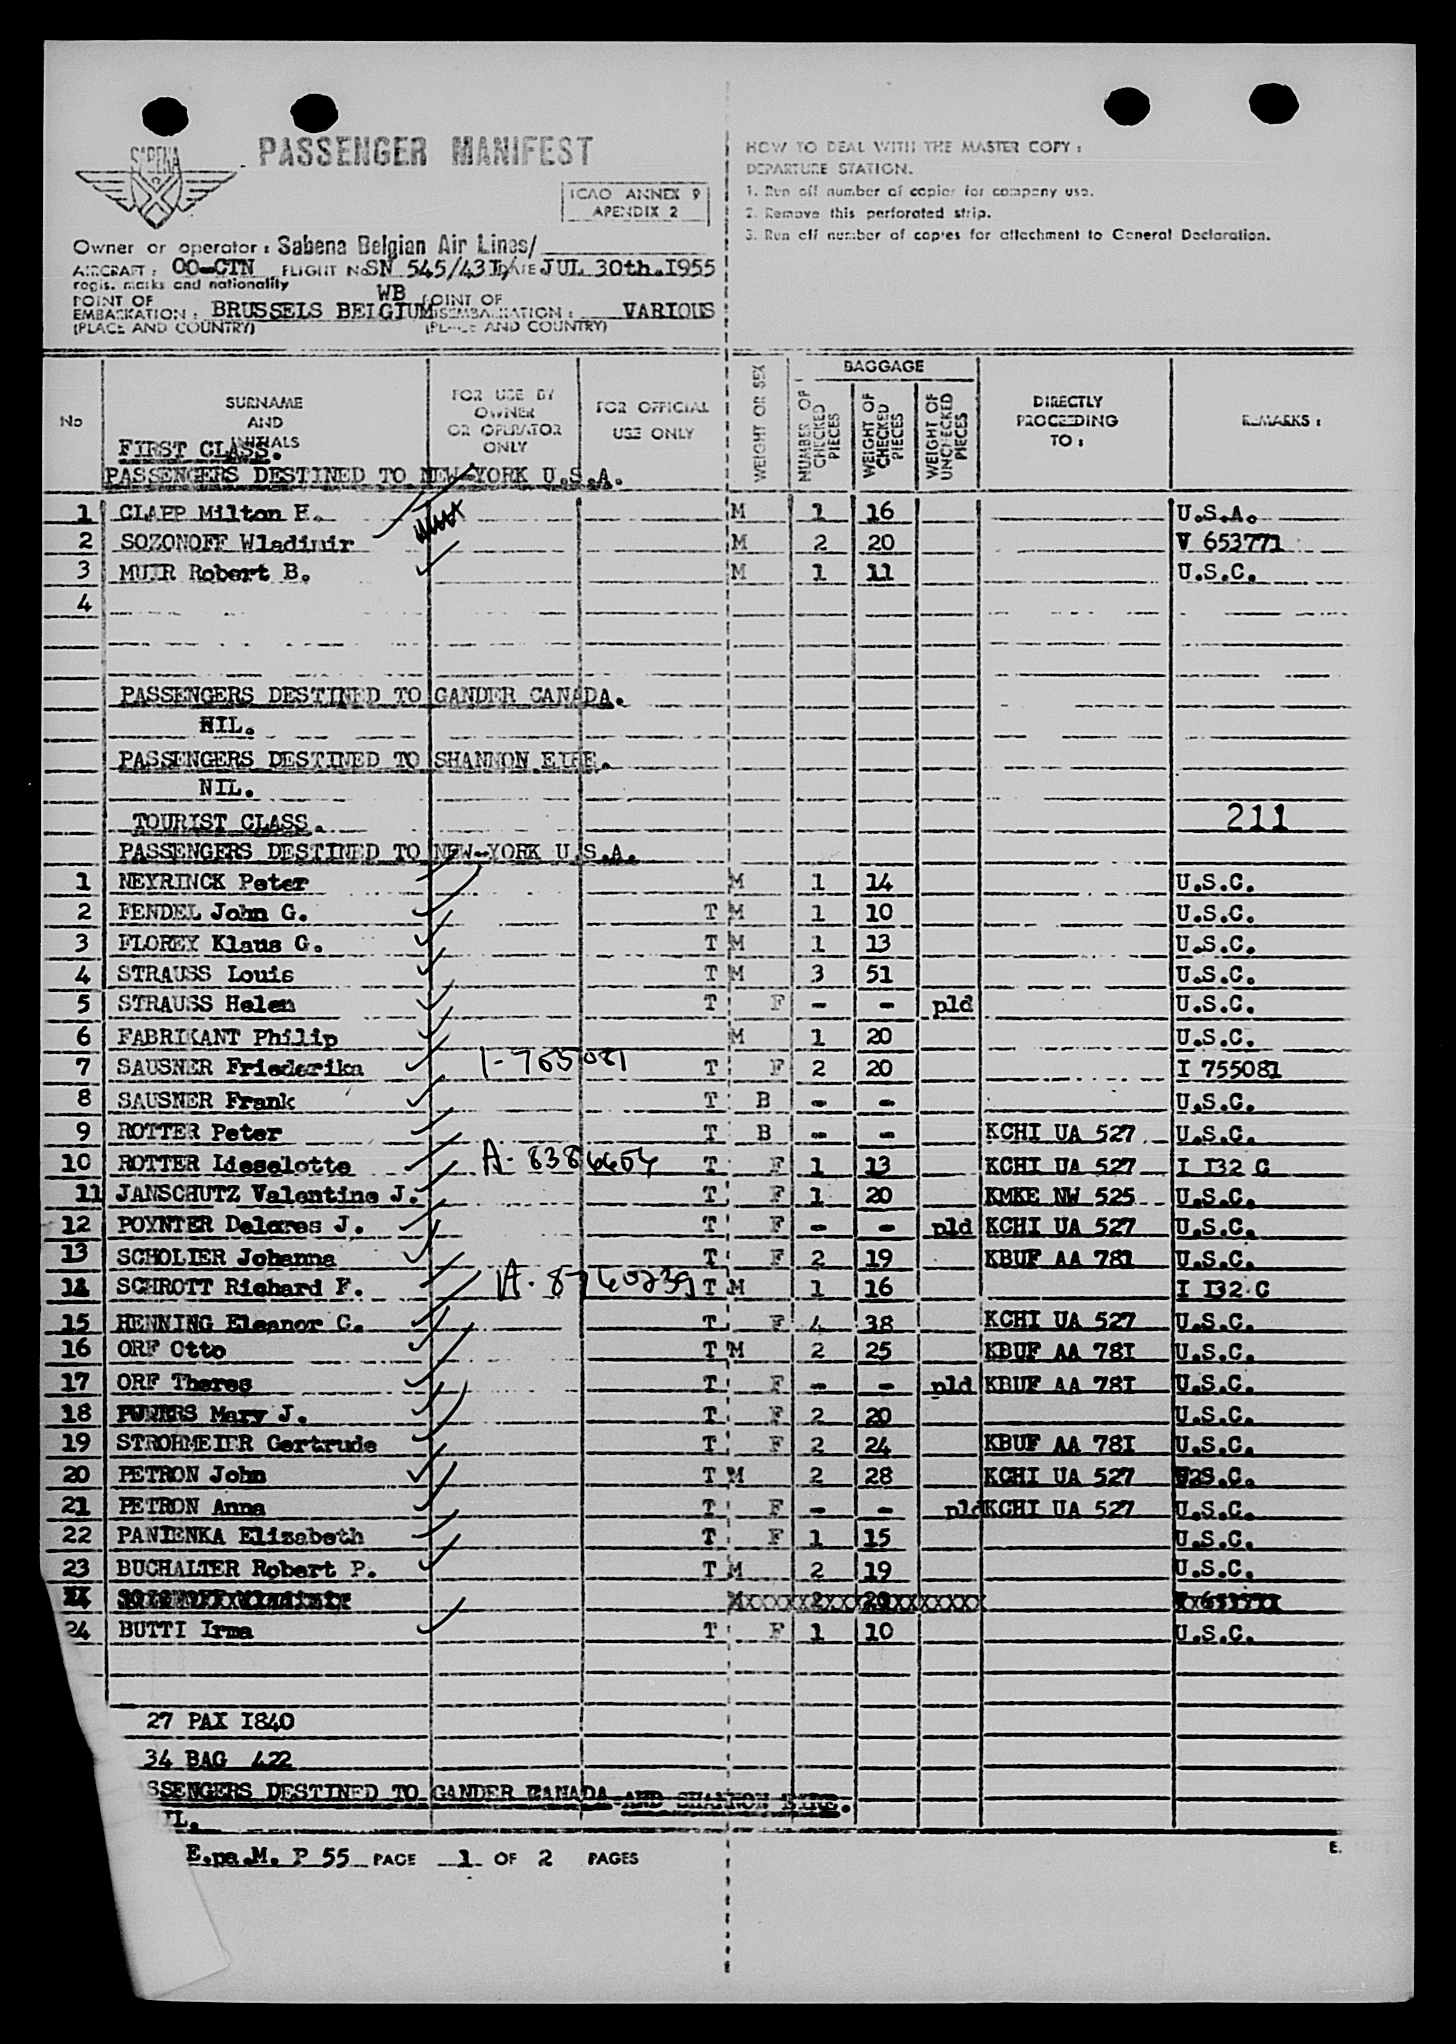 SABENA
PASSENGER MANIFEST
ICAO ANNEX 9
APENDIX 2
HOW TO DEAL WITH THE MASTER COPY :
DEPARTURE STATION.
1. Run off number of copies for company use.
2. Remove this perforated strip.
3. Run off number of copies for attachment to General Declaration.
Owner or operator : Sabena Belgian Air Lines/
AIRCRAFT : OO-CTN FLIGHT No SN 545/43 DATE JUL 30th.1955
regis. marks and nationality
WB
POINT OF EMBARKATION : BRUSSELS BELGIUM POINT OF DISEMBARKATION : VARIOUS
(PLACE AND COUNTRY) (PLACE AND COUNTRY)
No SURNAME AND INITIALS FOR USE BY OWNER OR OPERATOR ONLY FOR OFFICIAL USE ONLY WEIGHT OR SEX BAGGAGE NUMBER OF CHECKED PIECES WEIGHT OF CHECKED PIECES WEIGHT OF UNCHECKED PIECES DIRECTLY PROCEEDING TO : REMARKS :
FIRST CLASS.
PASSENGERS DESTINED TO NEW-YORK U.S.A.
1 CLAPP Milton H. M 1 16 U.S.A.
2 SOZONOFF Wladimir M 2 20 V 653771
3 MUIR Robert B. M 1 11 U.S.C.
4
PASSENGERS DESTINED TO GANDER CANADA.
NIL.
PASSENGERS DESTINED TO SHANNON EIRE.
NIL.
TOURIST CLASS. 211
PASSENGERS DESTINED TO NEW-YORK U.S.A.
1 NEYRINCK Peter M 1 14 U.S.C.
2 FENDEL John G. T M 1 10 U.S.C.
3 FLOREY Klaus G. T M 1 13 U.S.C.
4 STRAUSS Louis T M 3 51 U.S.C.
5 STRAUSS Helen T F - - pld U.S.C.
6 FABRIKANT Philip M 1 20 U.S.C.
7 SAUSNER Friederika I-755081 T F 2 20 I 755081
8 SAUSNER Frank T B - - U.S.C.
9 ROTTER Peter T B - - KCHI UA 527 U.S.C.
10 ROTTER Lieselotte A-8386654 T F 1 13 KCHI UA 527 I I32 C
11 JANSCHUTZ Valentine J. T F 1 20 KMKE NW 525 U.S.C.
12 POYNTER Delores J. T F - - pld KCHI UA 527 U.S.C.
13 SCHOLIER Johanna T F 2 19 KBUF AA 781 U.S.C.
14 SCHROTT Richard F. A-8760239 T M 1 16 I I32 C
15 HENNING Eleanor C. T F 4 38 KCHI UA 527 U.S.C.
16 ORF Otto T M 2 25 KBUF AA 78I U.S.C.
17 ORF Theres T F - - pld KBUF AA 78I U.S.C.
18 Mary J. T F 2 20 U.S.C.
19 STROHMEIER Gertrude T F 2 24 KBUF AA 78I U.S.C.
20 PETRON John T M 2 28 KCHI UA 527 U.S.C.
21 PETRON Anna T F - - pld KCHI UA 527 U.S.C.
22 PANIENKA Elizabeth T F 1 15 U.S.C.
23 BUCHALTER Robert P. T M 2 19 U.S.C.
24 BUTTI Irma T F 1 10 U.S.C.
27 PAX I840
34 BAG 422
ASSENGERS DESTINED TO GANDER CANADA AND SHANNON EIRE.
IL.
E.pa.M. P 55 PAGE 1 OF 2 PAGES
E.